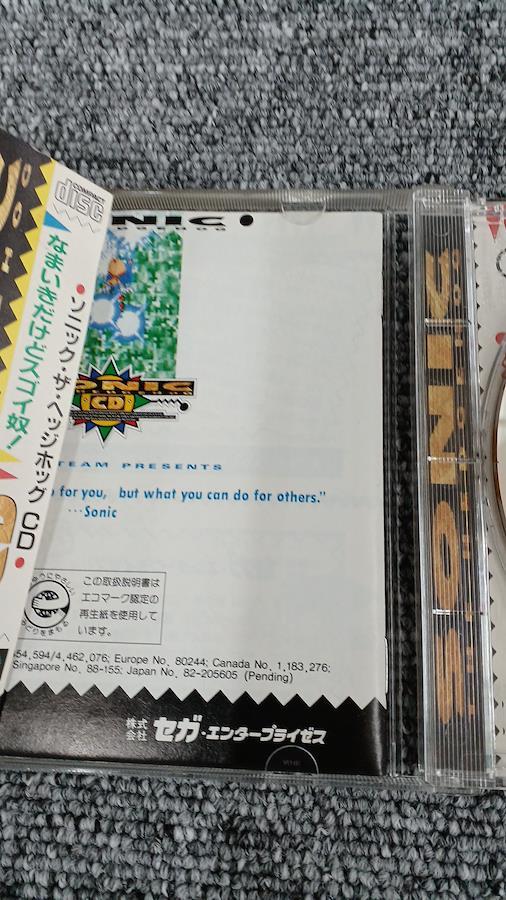 COMPACT
disc
なまいきだけどスゴイ奴!
●ソニック・ザ・ヘッジホッグ CD●
NIC
ONIC
CD
TEAM PRESENTS
for you, but what you can do for others."
…Sonic
この取扱説明書は
エコマーク認定の
再生紙を使用して
います。
54,594/4,462,076; Europe No. 80244; Canada No. 1,183,276;
Singapore No. 88-155; Japan No. 82-205605 (Pending)
株式会社 セガ・エンタープライゼス